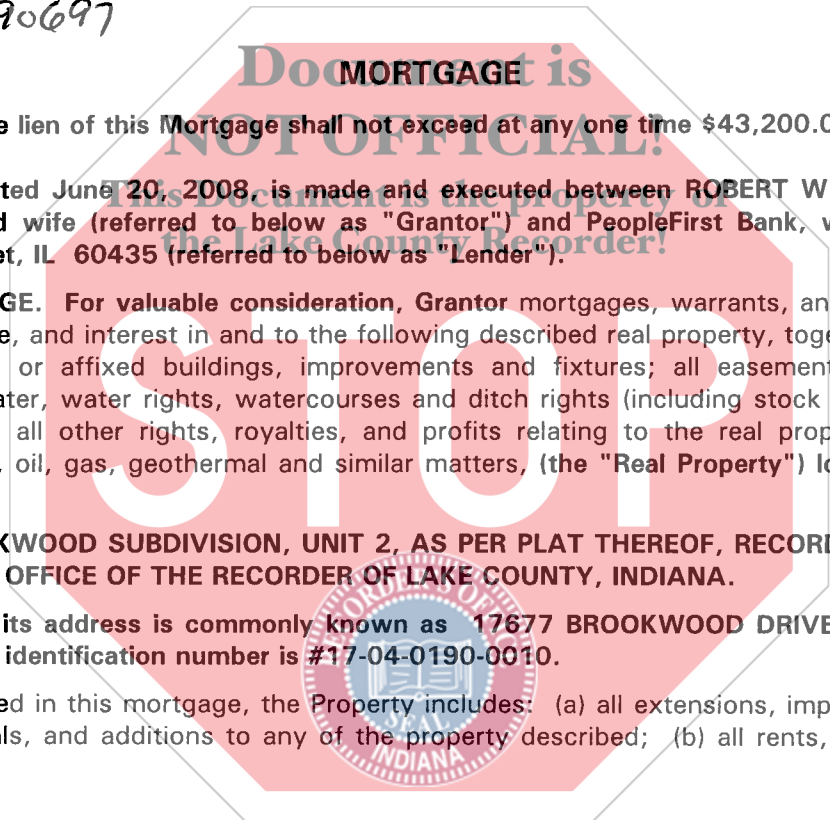 90697
Document is
MORTGAGE
NOT OFFICIAL!
e lien of this Mortgage shall not exceed at any one time $43,200.0
This Document is the property of
ted June 20, 2008, is made and executed between ROBERT W
d wife (referred to below as "Grantor") and PeopleFirst Bank, w
the Lake County Recorder!
et, IL 60435 (referred to below as "Lender").
GE. For valuable consideration, Grantor mortgages, warrants, an
e, and interest in and to the following described real property, toge
or affixed buildings, improvements and fixtures; all easement
ater, water rights, watercourses and ditch rights (including stock
all other rights, royalties, and profits relating to the real prop
, oil, gas, geothermal and similar matters, (the "Real Property") lo
STOP
KWOOD SUBDIVISION, UNIT 2, AS PER PLAT THEREOF, RECORD
OFFICE OF THE RECORDER OF LAKE COUNTY, INDIANA.
its address is commonly known as 17677 BROOKWOOD DRIVE
identification number is #17-04-0190-0010.
ed in this mortgage, the Property includes: (a) all extensions, imp
als, and additions to any of the property described; (b) all rents,
SEAL
INDIANA